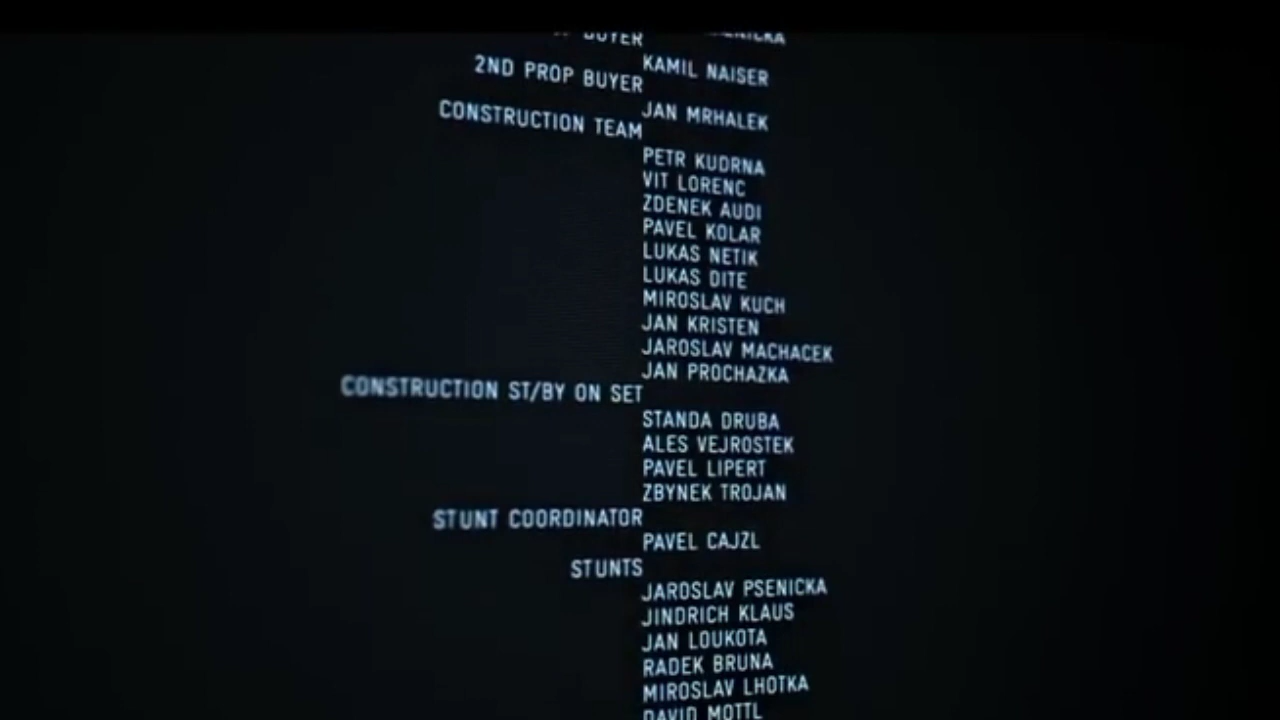 BUYER
2ND PROP BUYER
KAMIL NAISER
CONSTRUCTION TEAM
JAN MRHALEK
PETR KUDRNA
VIT LORENC
ZDENEK AUDI
PAVEL KOLAR
LUKAS NETIK
LUKAS DITE
MIROSLAV KUCH
JAN KRISTEN
JAROSLAV MACHACEK
JAN PROCHAZKA
CONSTRUCTION ST/BY ON SET
STANDA DRUBA
ALES VEJROSTEK
PAVEL LIPERT
ZBYNEK TROJAN
STUNT COORDINATOR
PAVEL CAJZL
STUNTS
JAROSLAV PSENICKA
JINDRICH KLAUS
JAN LOUKOTA
RADEK BRUNA
MIROSLAV LHOTKA
DAVID MOTTL